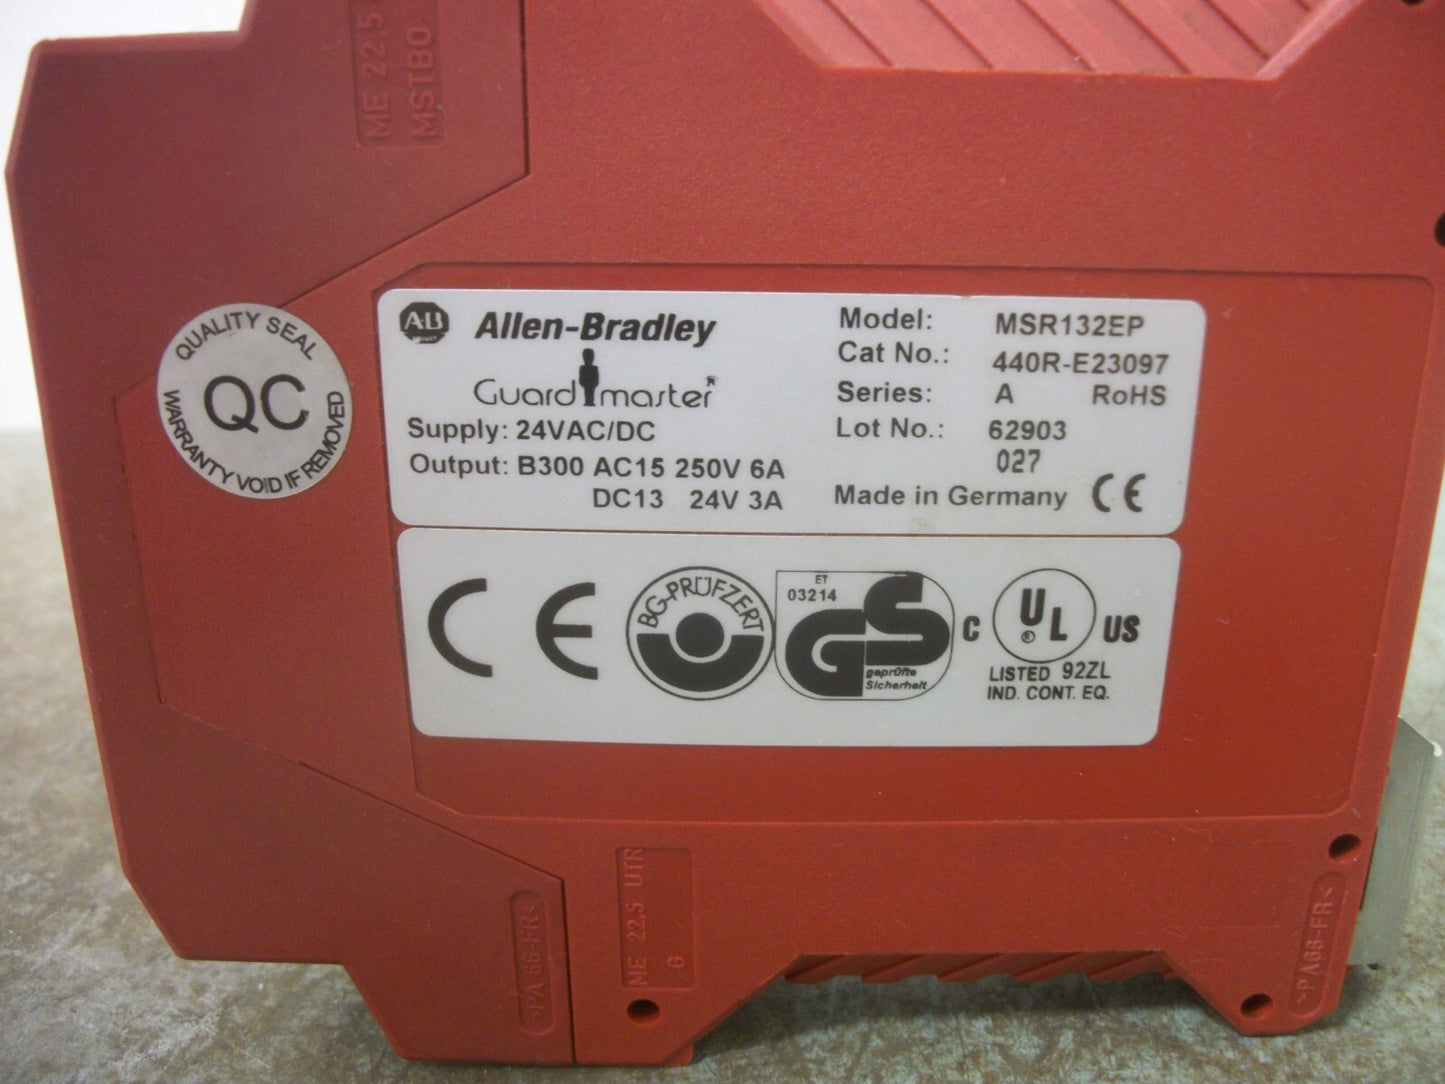 ME 22,5
MSTBO
QUALITY SEAL
QC
WARRANTY VOID IF REMOVED
AB
Allen-Bradley
Guardmaster
Supply: 24VAC/DC
Output: B300 AC15 250V 6A
DC13 24V 3A
Model: MSR132EP
Cat No.: 440R-E23097
Series: A RoHS
Lot No.: 62903
027
Made in Germany CE
CE
BG-PRÜFZERT
ET
03214
GS
geprüfte
Sicherheit
C UL ® US
LISTED 92ZL
IND. CONT. EQ.
>PA66-FR<
ME 22,5 UTR
G
>PA66-FR<